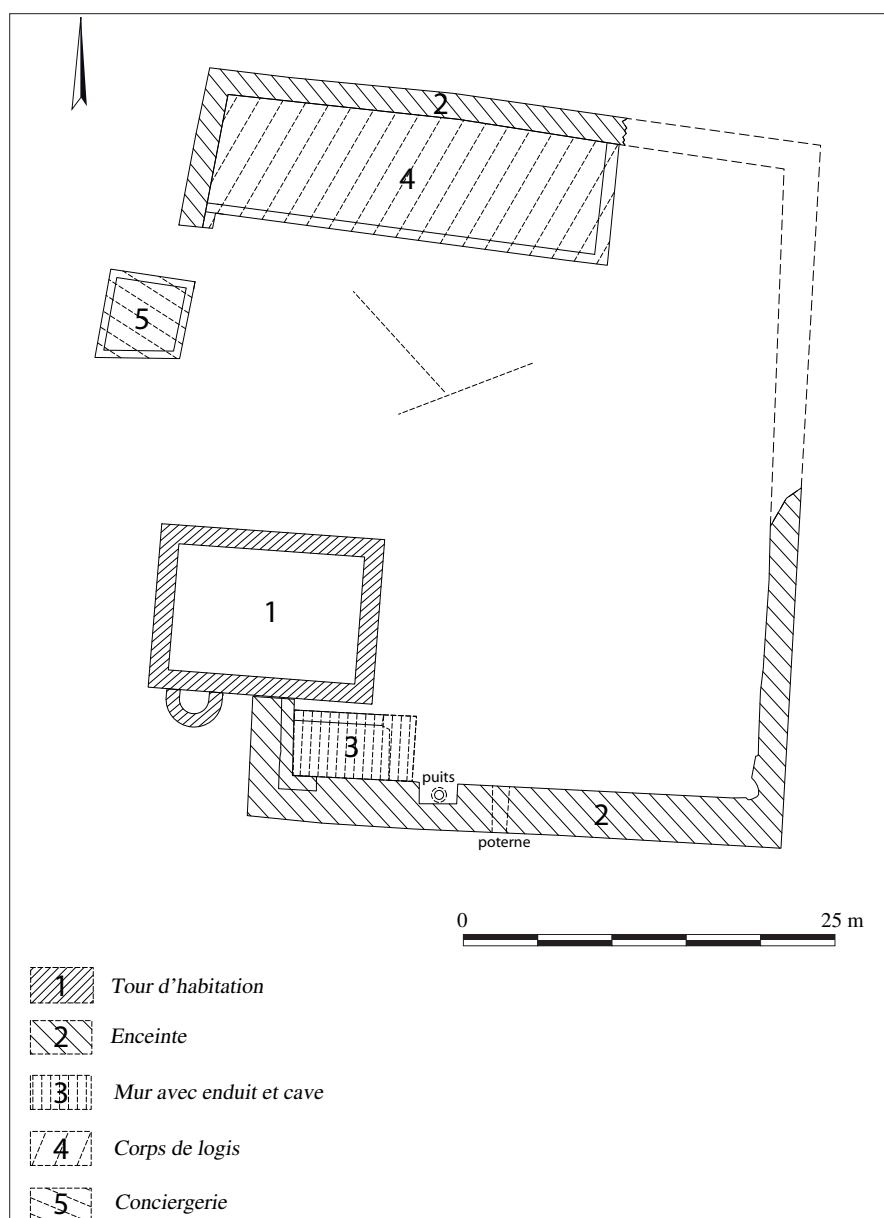 2
4
5
1
3
puits
2
poterne
0 25 m
1 Tour d'habitation
2 Enceinte
3 Mur avec enduit et cave
4 Corps de logis
5 Conciergerie